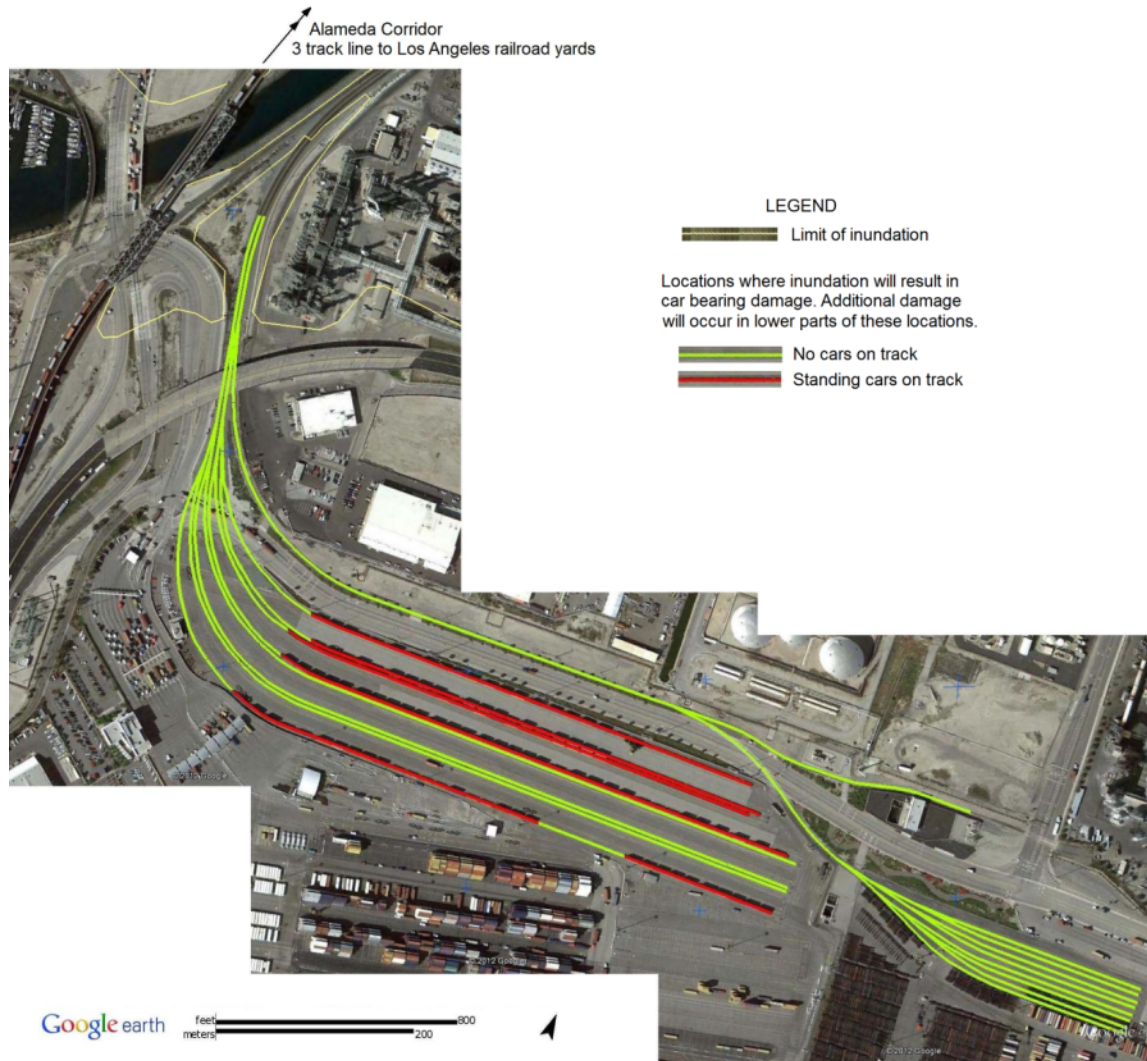 Alameda Corridor
3 track line to Los Angeles railroad yards
LEGEND
Limit of inundation
Locations where inundation will result in
car bearing damage. Additional damage
will occur in lower parts of these locations.
No cars on track
Standing cars on track
© 2012 Google
© 2012 Google
© 2012 Google
Google
Google earth
feet
800
meters
200